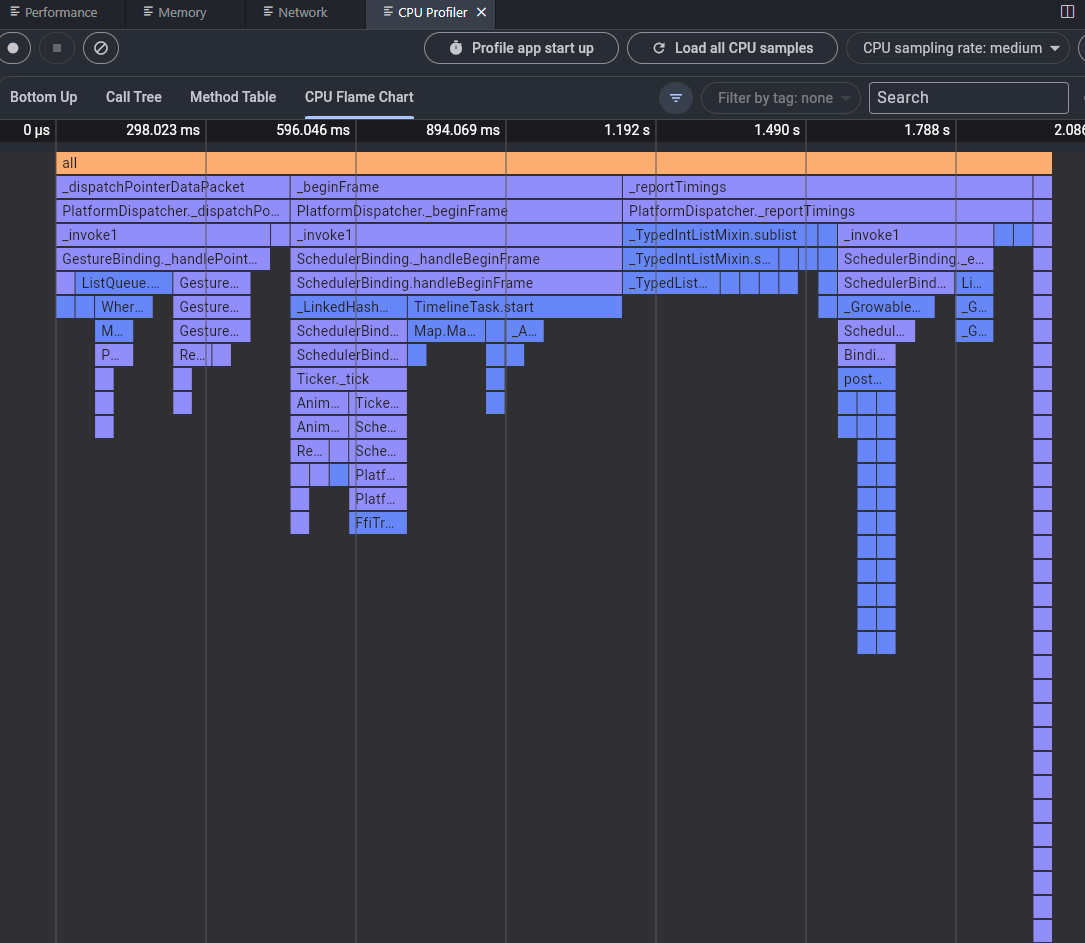 Performance Memory Network CPU Profiler
Profile app start up Load all CPU samples CPU sampling rate: medium
Bottom Up Call Tree Method Table CPU Flame Chart Filter by tag: none Search
0 μs 298.023 ms 596.046 ms 894.069 ms 1.192 s 1.490 s 1.788 s 2.086
all
_dispatchPointerDataPacket _beginFrame _reportTimings
PlatformDispatcher._dispatchPo... PlatformDispatcher._beginFrame PlatformDispatcher._reportTimings
_invoke1 _invoke1 _TypedIntListMixin.sublist _invoke1
GestureBinding._handlePoint... SchedulerBinding._handleBeginFrame _TypedIntListMixin.s... SchedulerBinding._e...
ListQueue.... Gesture... SchedulerBinding.handleBeginFrame _TypedList... SchedulerBind... Li...
Wher... Gesture... _LinkedHash... TimelineTask.start _Growable... _G...
M... Gesture... SchedulerBind... Map.Ma... _A... Schedul... _G...
P... Re... SchedulerBind... Bindi...
Ticker._tick post...
Anim... Ticke...
Anim... Sche...
Re... Sche...
Platf...
Platf...
FfiTr...